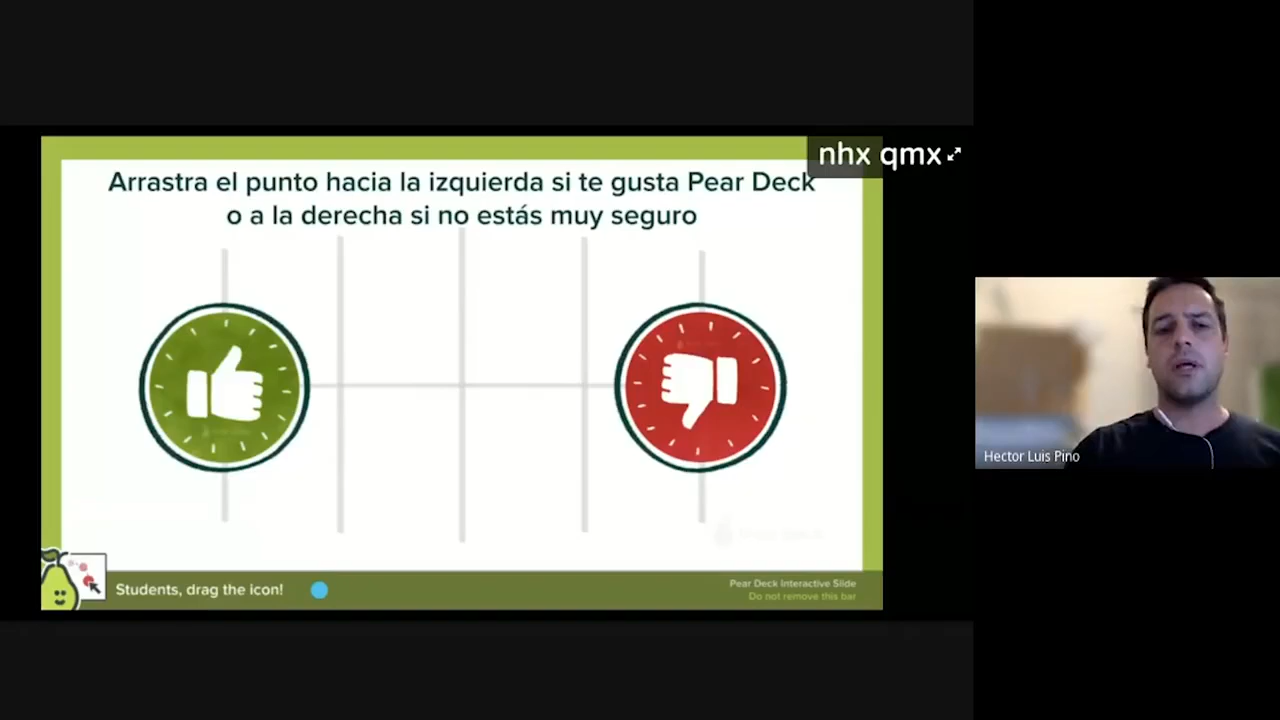 nhx qmx
Arrastra el punto hacia la izquierda si te gusta Pear Deck
o a la derecha si no estás muy seguro
Students, drag the icon!
Pear Deck Interactive Slide
Do not remove this bar
Hector Luis Pino